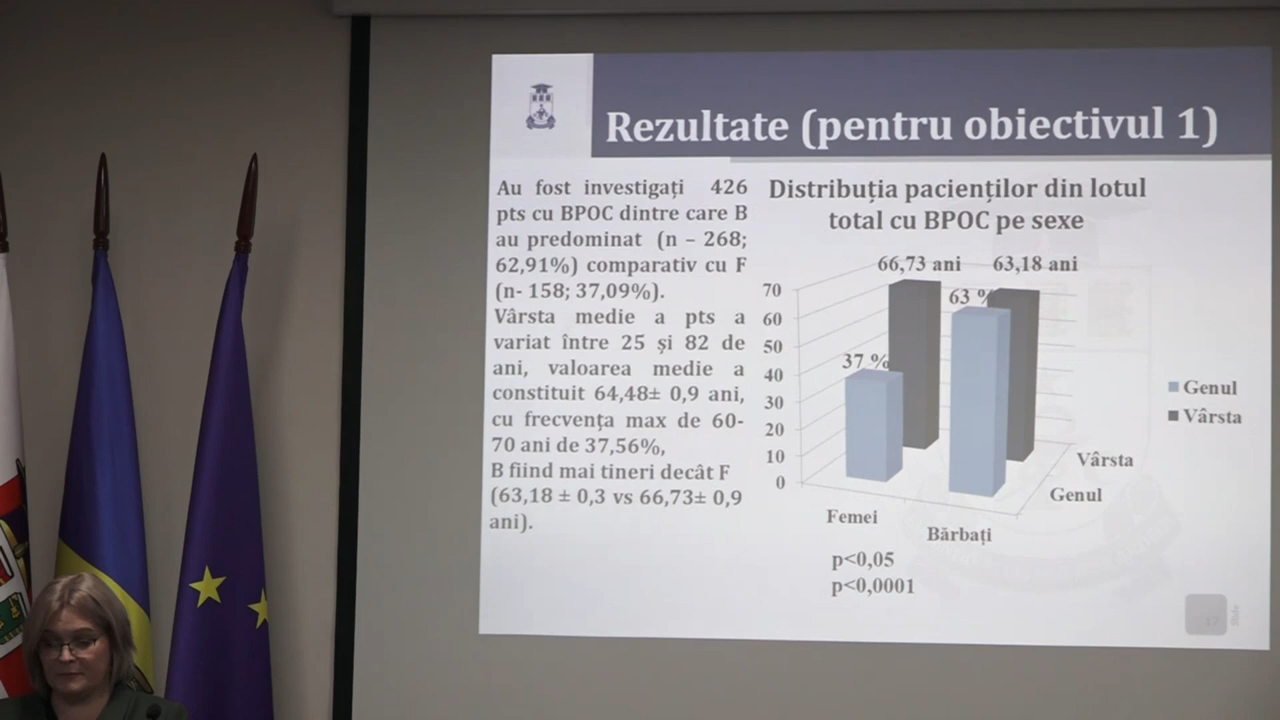 Rezultate (pentru obiectivul 1)
Au fost investigați 426
pts cu BPOC dintre care B
au predominat (n – 268;
62,91%) comparativ cu F
(n- 158; 37,09%).
Vârsta medie a pts a
variat între 25 și 82 de
ani, valoarea medie a
constituit 64,48± 0,9 ani,
cu frecvența max de 60-
70 ani de 37,56%,
B fiind mai tineri decât F
(63,18 ± 0,3 vs 66,73± 0,9
ani).
Distribuția pacienților din lotul
total cu BPOC pe sexe
66,73 ani 63,18 ani
63 %
37 %
70
60
50
40
30
20
10
0
Femei
Bărbați
Vârsta
Genul
Genul
Vârsta
p<0,05
p<0,0001
17